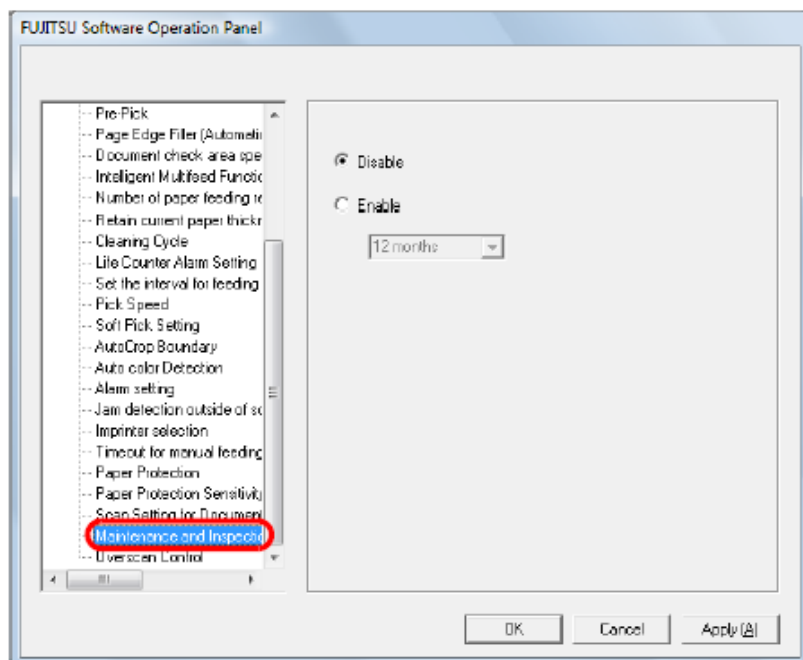 FUJITSU Software Operation Panel
Pre-Pick
Page Edge Filler (Automati
Document check area spe
Intelligent Multifeed Functic
Number of paper feeding re
Retain current paper thickr
Cleaning Cycle
Life Counter Alarm Setting
Set the interval for feeding
Pick Speed
Soft Pick Setting
AutoCrop Boundary
Auto color Detection
Alarm setting
Jam detection outside of sc
Imprinter selection
Timeout for manual feeding
Paper Protection
Paper Protection Sensitivity
Scan Setting for Document
Maintenance and Inspectic
Overscan Control
Disable
Enable
12 months
OK
Cancel
Apply (A)